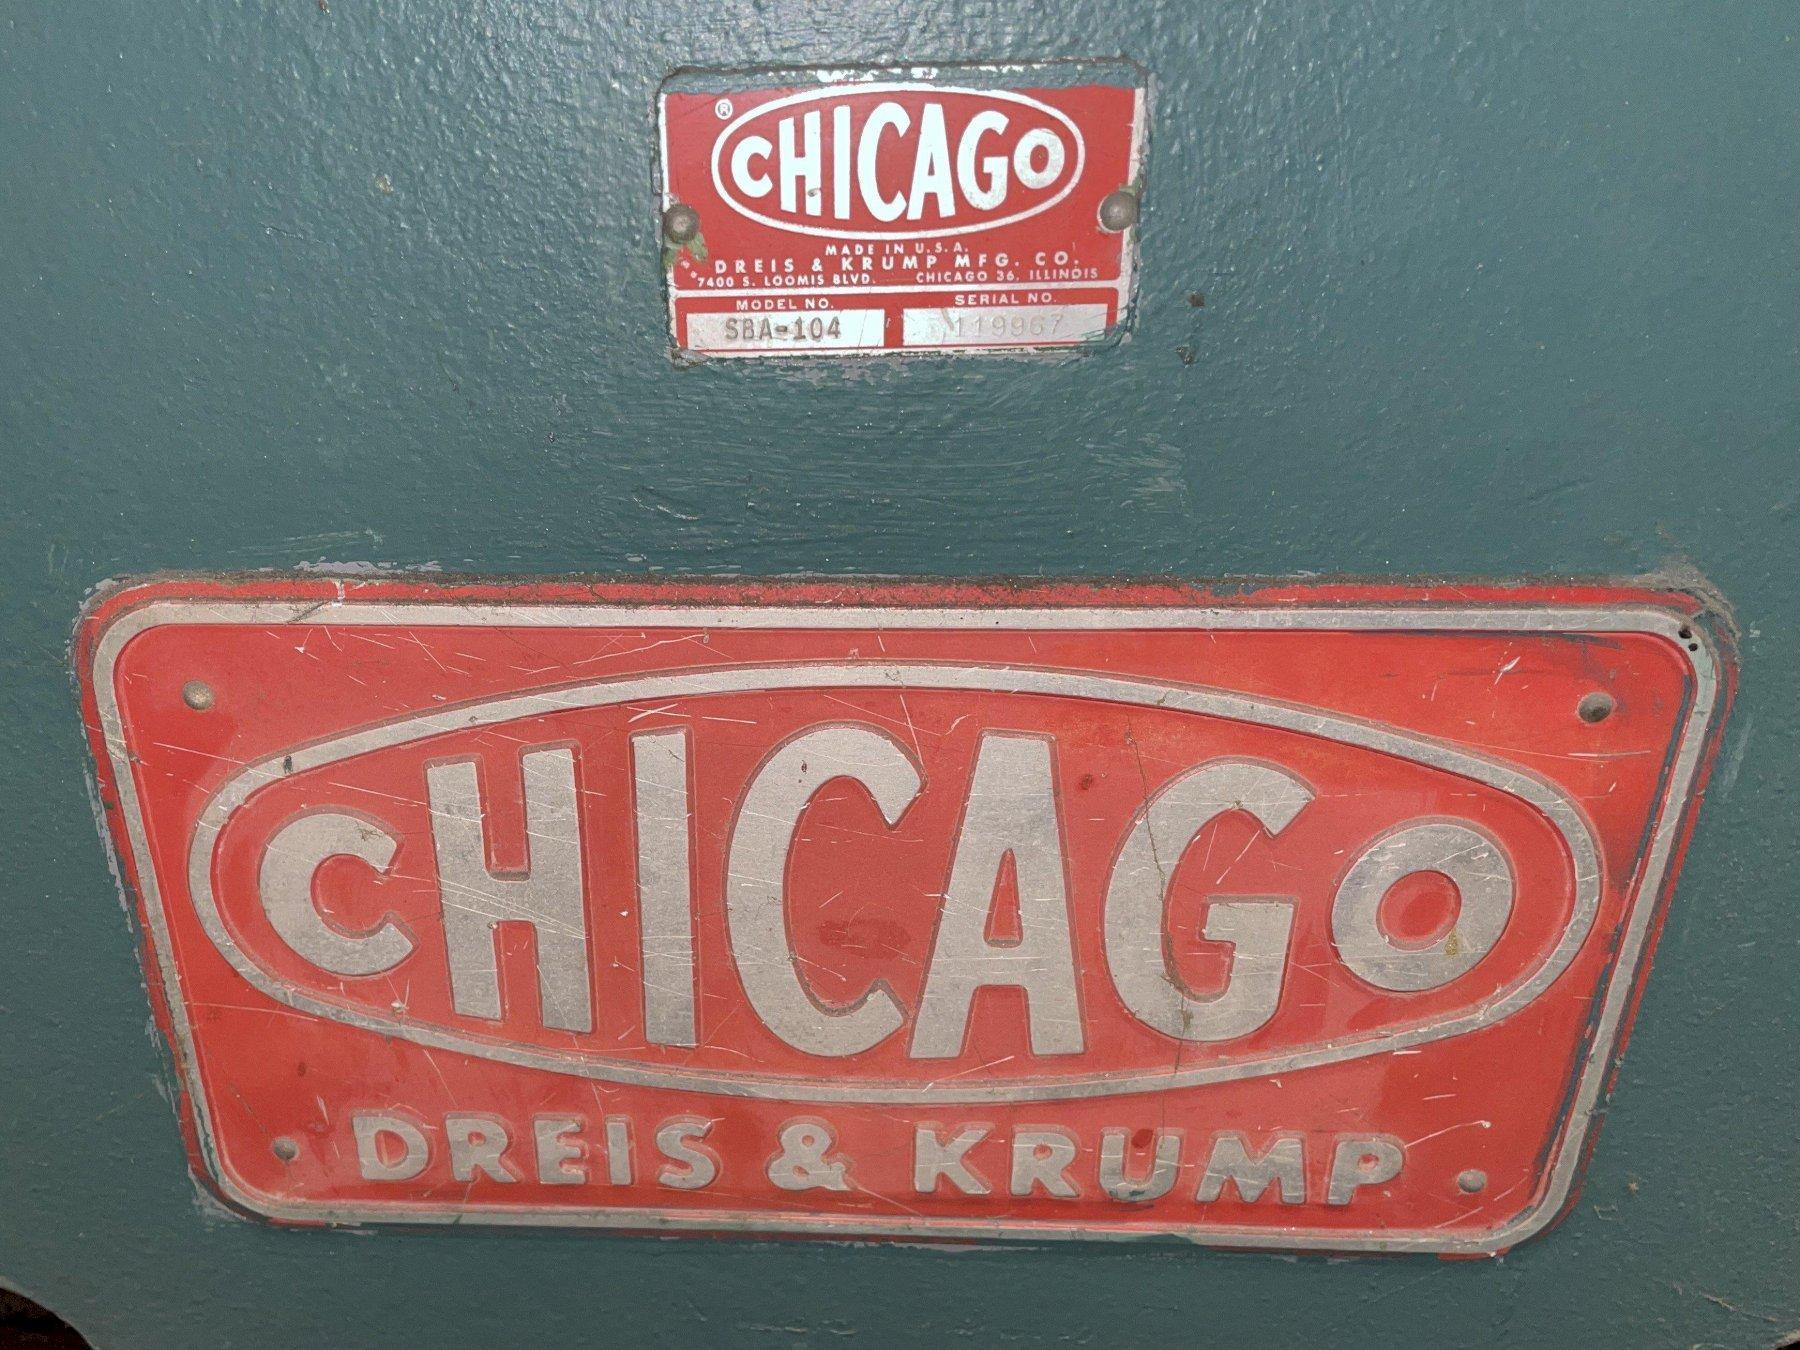 ® CHICAGO
MADE IN U.S.A.
DREIS & KRUMP MFG. CO.
7400 S. LOOMIS BLVD. CHICAGO 36, ILLINOIS
MODEL NO. SERIAL NO.
SBA-104 119967
CHICAGO
DREIS & KRUMP